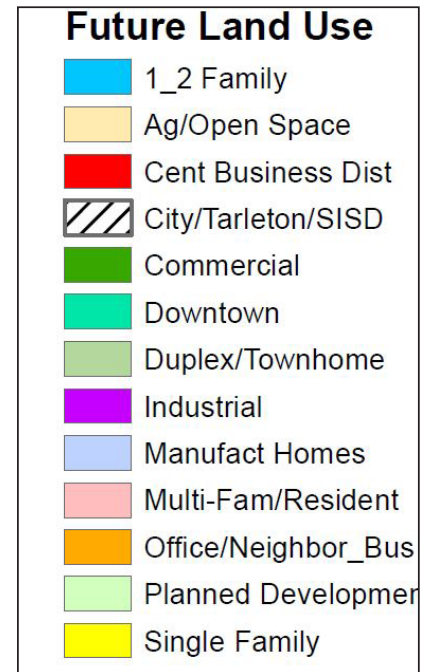 Future Land Use
1_2 Family
Ag/Open Space
Cent Business Dist
City/Tarleton/SISD
Commercial
Downtown
Duplex/Townhome
Industrial
Manufact Homes
Multi-Fam/Resident
Office/Neighbor_Bus
Planned Developmer
Single Family